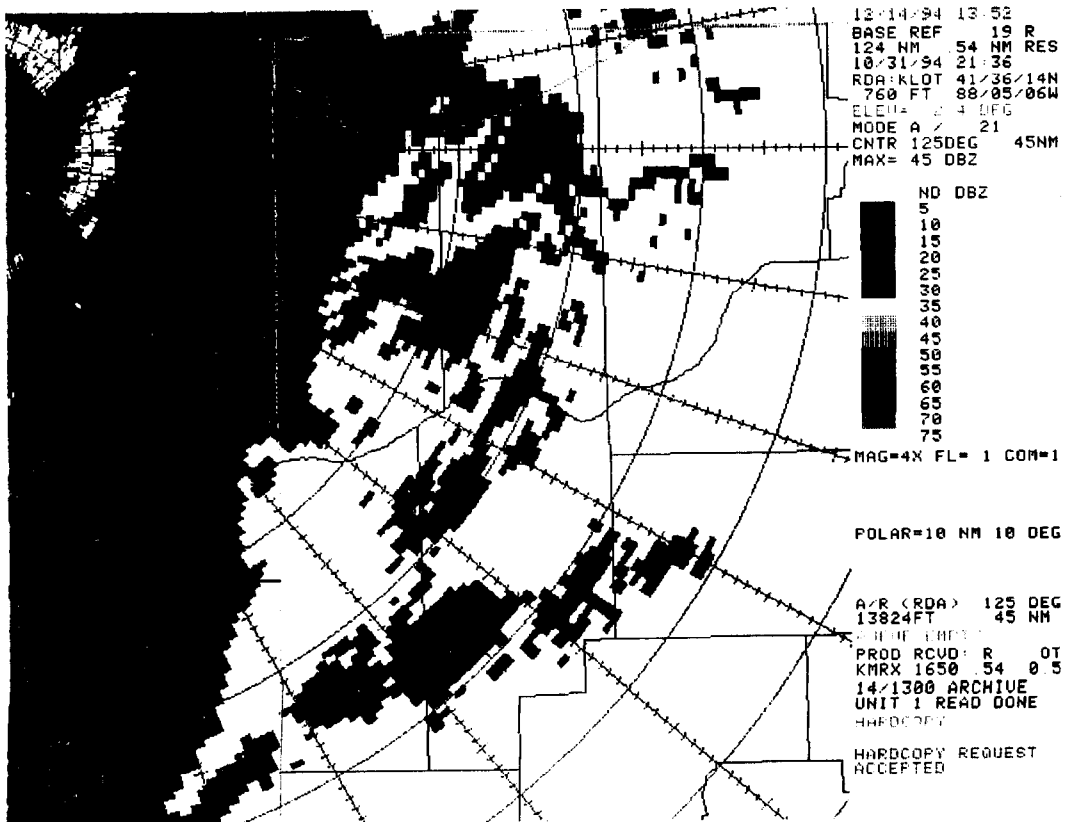 12/14/94 13:52
BASE REF 19 R
124 NM .54 NM RES
10/31/94 21:36
RDA:KLOT 41/36/14N
760 FT 88/05/06W
ELEV= 2.4 DEG
MODE A / 21
CNTR 125DEG 45NM
MAX= 45 DBZ
ND DBZ
5
10
15
20
25
30
35
40
45
50
55
60
65
70
75
MAG=4X FL= 1 COM=1
POLAR=10 NM 10 DEG
A/R (RDA) 125 DEG
13824FT 45 NM
PROD RCVD: R OT
KMRX 1650 .54 0.5
14/1300 ARCHIVE
UNIT 1 READ DONE
HARDCOPY
HARDCOPY REQUEST
ACCEPTED